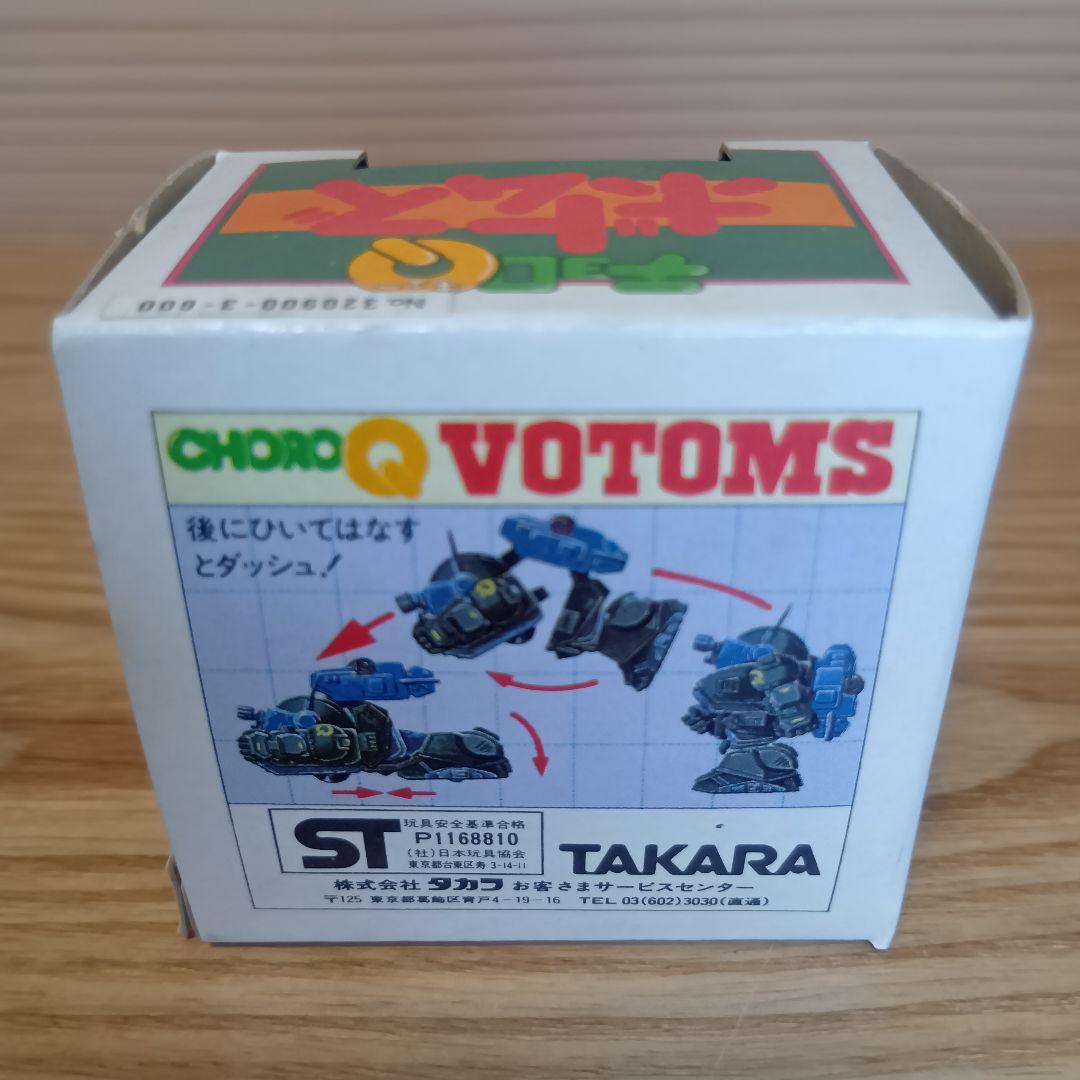 ボトムズ
チョロQ
No 320900-3-600
CHORO Q VOTOMS
後にひいてはなす
とダッシュ!
ST 玩具安全基準合格
P1168810
(社)日本玩具協会
東京都台東区寿 3-14-11
TAKARA
株式会社 タカラ お客さまサービスセンター
〒125 東京都葛飾区青戸4-19-16 TEL 03(602)3030(直通)